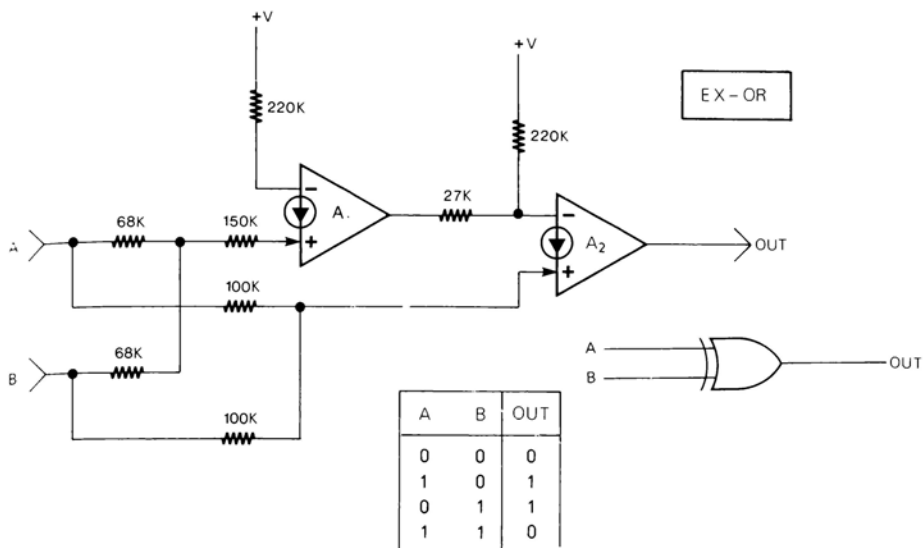 +V
+V
220K
220K
EX-OR
-
A.
+
27K
-
A2
+
OUT
A
68K
150K
100K
B
68K
100K
A
B
OUT
A B OUT
0 0 0
1 0 1
0 1 1
1 1 0